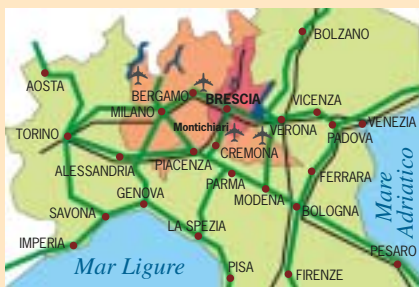 BOLZANO
AOSTA
BERGAMO
BRESCIA
VICENZA
MILANO
VENEZIA
TORINO
Montichiari
VERONA
PADOVA
CREMONA
ALESSANDRIA
PIACENZA
PARMA
FERRARA
GENOVA
MODENA
Mare
Adriatico
SAVONA
BOLOGNA
LA SPEZIA
IMPERIA
PESARO
Mar Ligure
PISA
FIRENZE